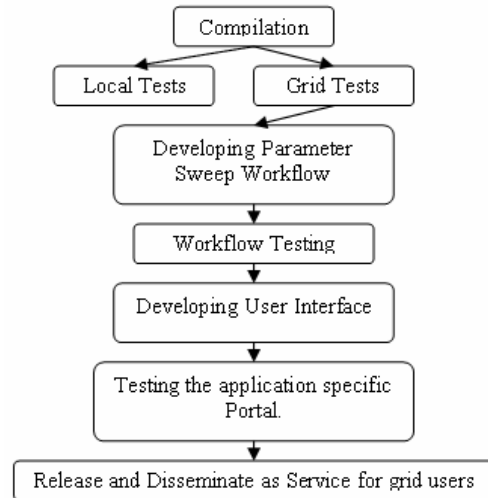 Compilation
Local Tests
Grid Tests
Developing Parameter
Sweep Workflow
Workflow Testing
Developing User Interface
Testing the application specific
Portal.
Release and Disseminate as Service for grid users